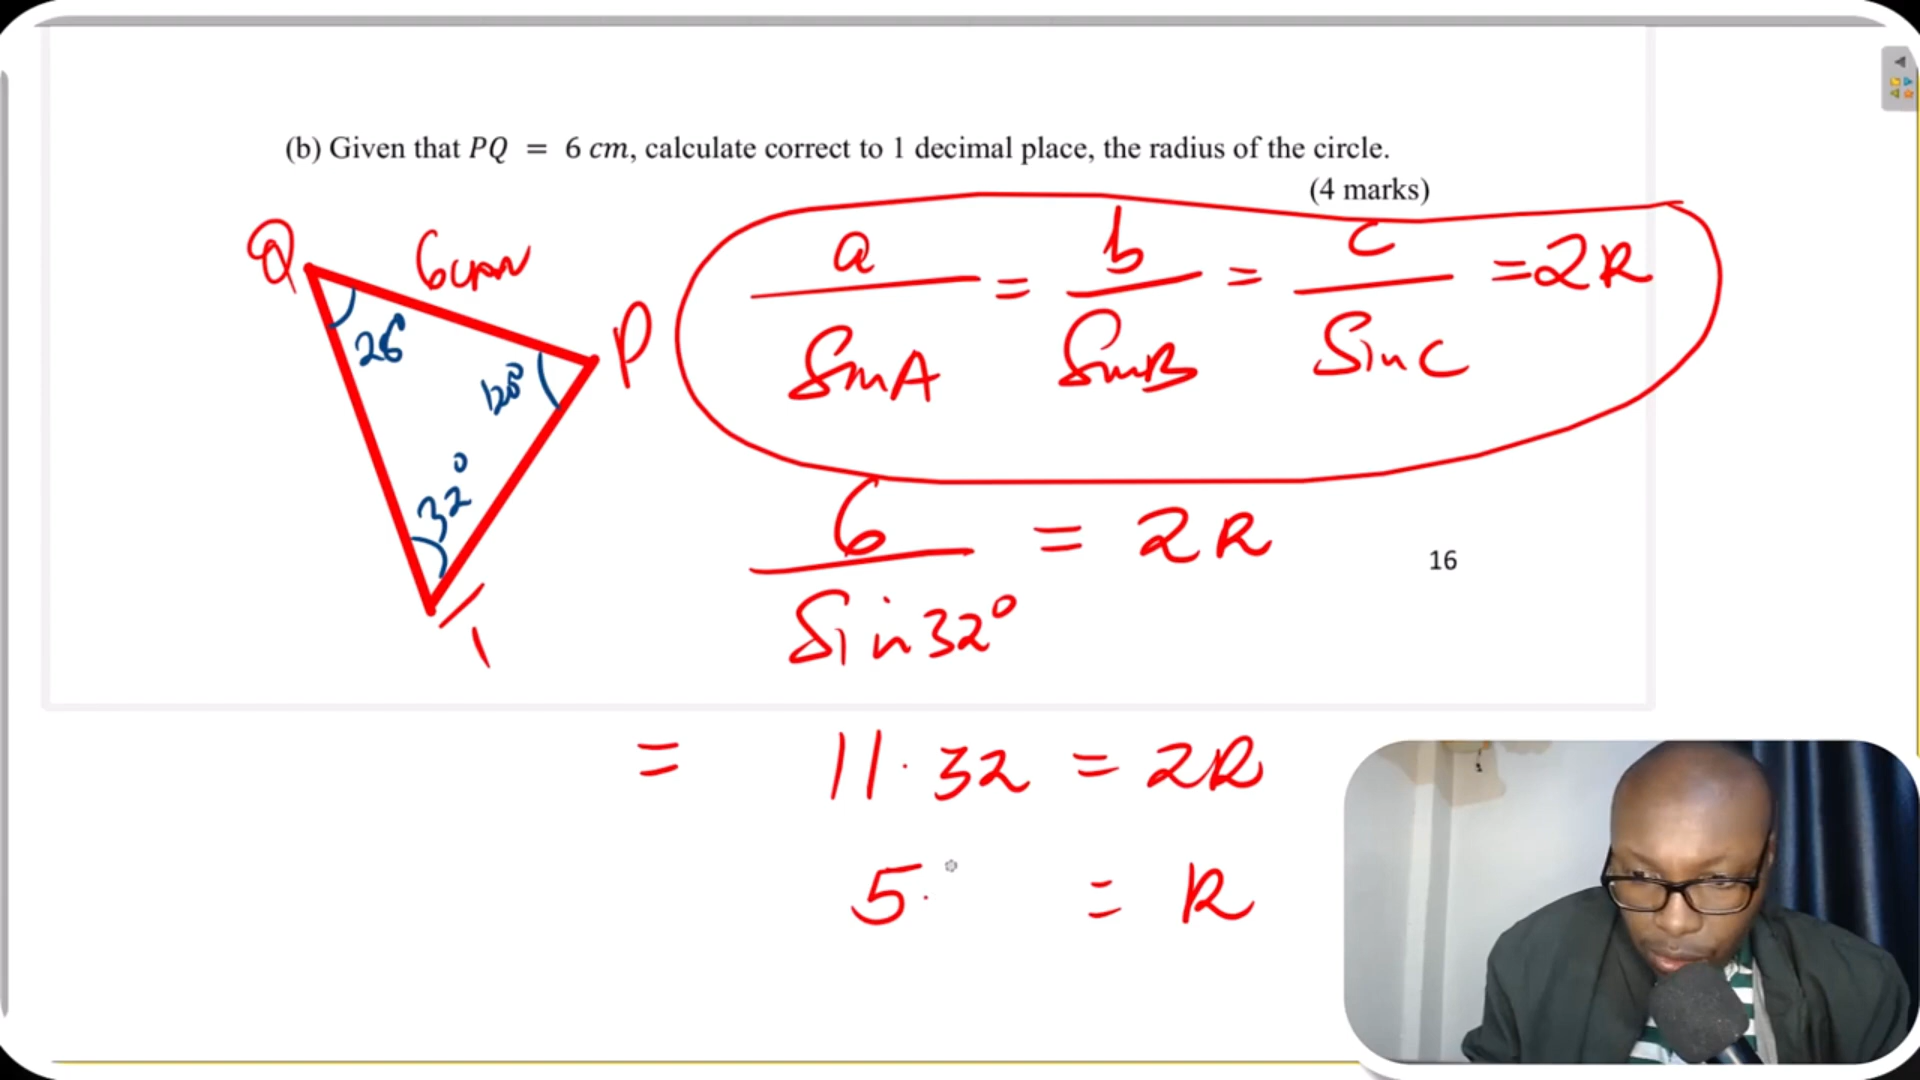 (b) Given that PQ = 6 cm, calculate correct to 1 decimal place, the radius of the circle.
(4 marks)
Q
6cm
P
26°
32°
a/SinA = b/SinB = c/SinC = 2R
6/Sin32° = 2R
16
= 11.32 = 2R
5. = R